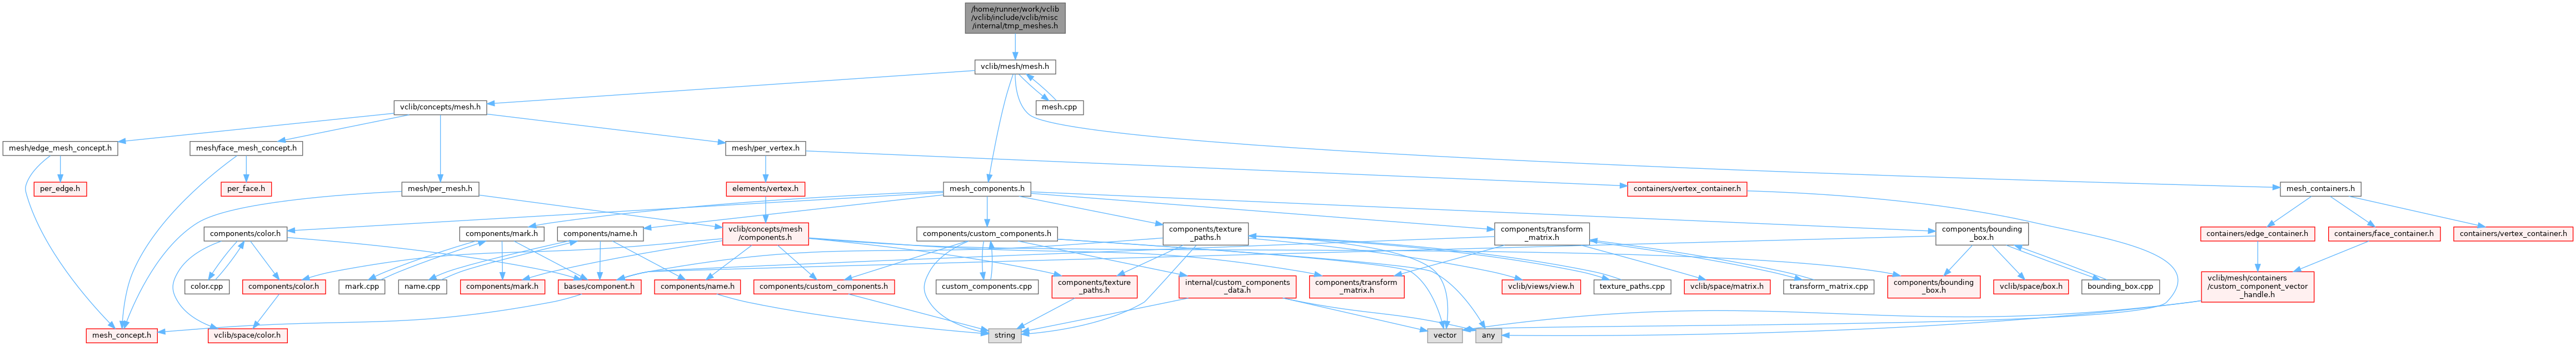 /home/runner/work/vclib
/vclib/include/vclib/misc
/internal/tmp_meshes.h
vclib/mesh/mesh.h
vclib/concepts/mesh.h
mesh.cpp
mesh/edge_mesh_concept.h
mesh/face_mesh_concept.h
mesh/per_vertex.h
per_edge.h
per_face.h
mesh/per_mesh.h
elements/vertex.h
mesh_components.h
containers/vertex_container.h
mesh_containers.h
components/color.h
components/mark.h
components/name.h
vclib/concepts/mesh
/components.h
components/custom_components.h
components/texture
_paths.h
components/transform
_matrix.h
components/bounding
_box.h
containers/edge_container.h
containers/face_container.h
containers/vertex_container.h
color.cpp
components/color.h
mark.cpp
name.cpp
components/mark.h
bases/component.h
components/name.h
components/custom_components.h
custom_components.cpp
components/texture
_paths.h
internal/custom_components
_data.h
components/transform
_matrix.h
vclib/views/view.h
texture_paths.cpp
vclib/space/matrix.h
transform_matrix.cpp
components/bounding
_box.h
vclib/space/box.h
bounding_box.cpp
vclib/mesh/containers
/custom_component_vector
_handle.h
mesh_concept.h
vclib/space/color.h
string
vector
any